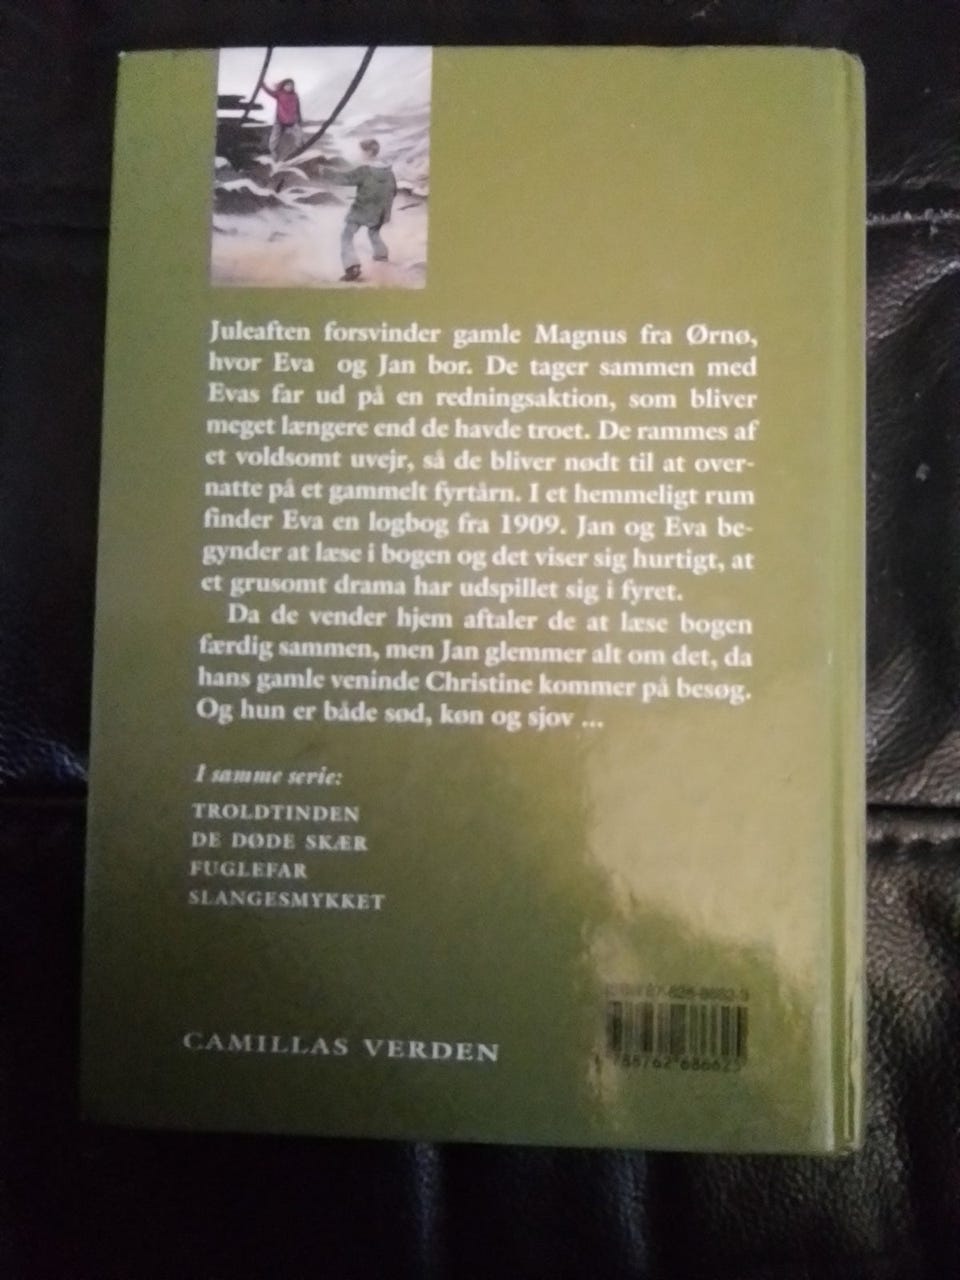 Juleaften forsvinder gamle Magnus fra Ørnø,
hvor Eva og Jan bor. De tager sammen med
Evas far ud på en redningsaktion, som bliver
meget længere end de havde troet. De rammes af
et voldsomt uvejr, så de bliver nødt til at over-
natte på et gammelt fyrtårn. I et hemmeligt rum
finder Eva en logbog fra 1909. Jan og Eva be-
gynder at læse i bogen og det viser sig hurtigt, at
et grusomt drama har udspillet sig i fyret.
Da de vender hjem aftaler de at læse bogen
færdig sammen, men Jan glemmer alt om det, da
hans gamle veninde Christine kommer på besøg.
Og hun er både sød, køn og sjov ...
I samme serie:
TROLDTINDEN
DE DØDE SKÆR
FUGLEFAR
SLANGESMYKKET
CAMILLAS VERDEN